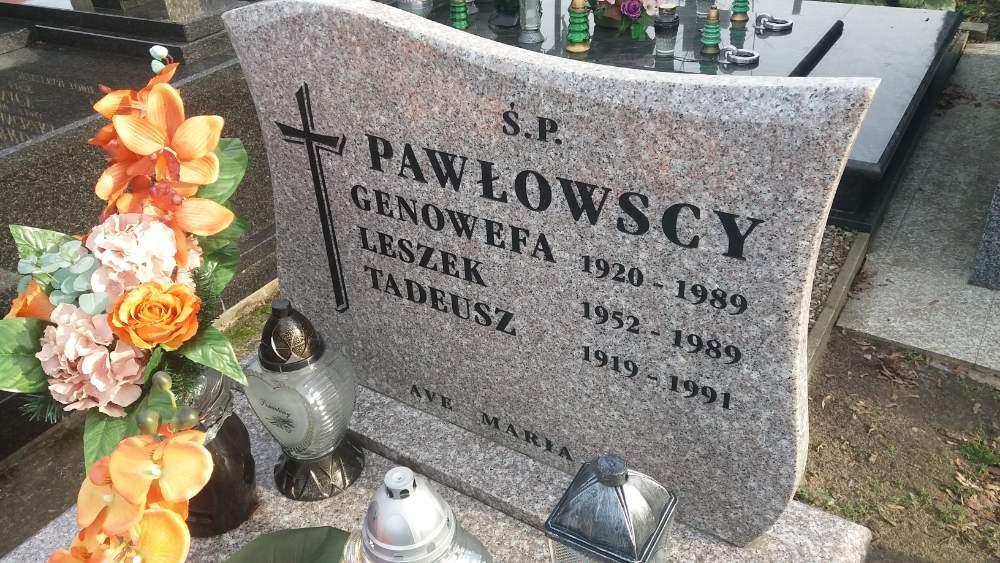 Ś.P.
PAWŁOWSCY
GENOWEFA 1920 - 1989
LESZEK 1952 - 1989
TADEUSZ 1919 - 1991
AVE MARIA